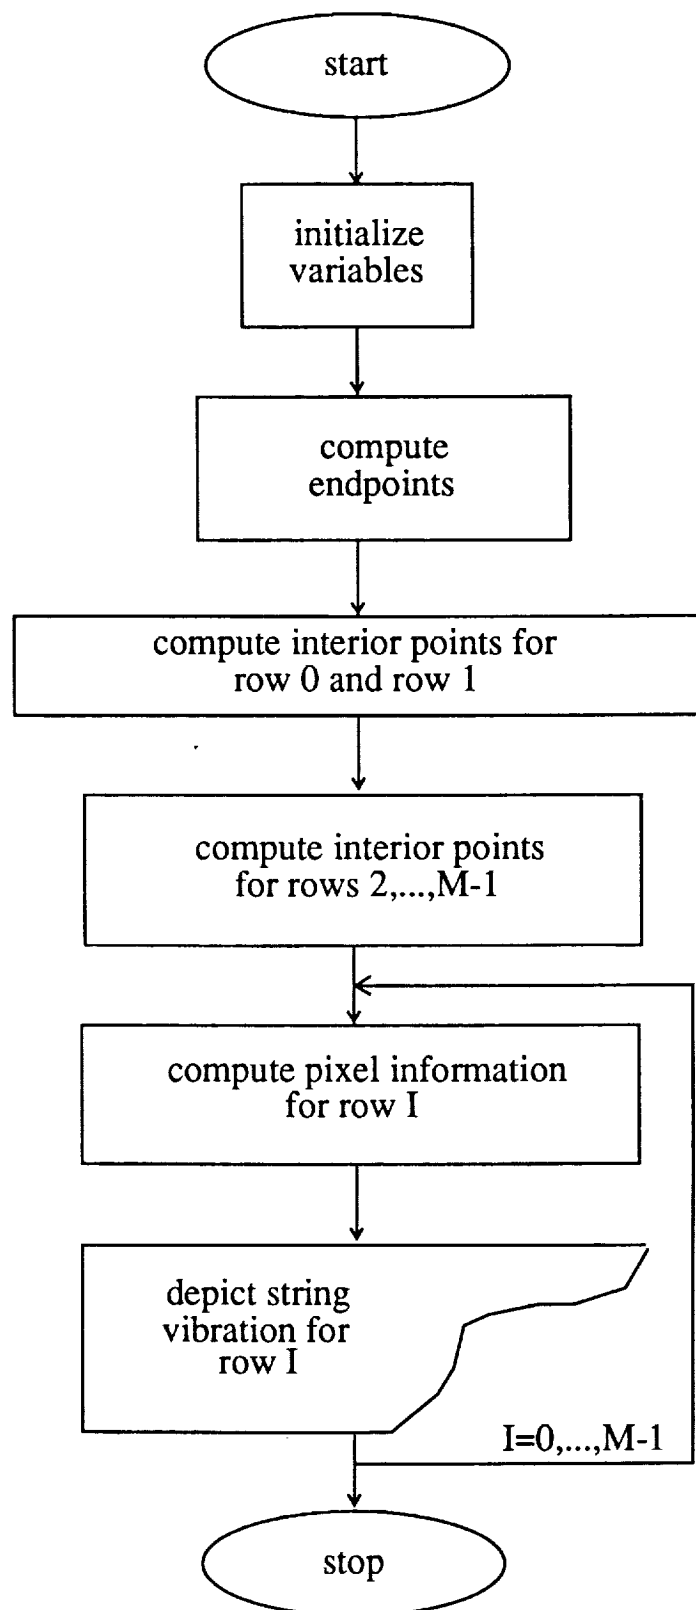 start
initialize
variables
compute
endpoints
compute interior points for
row 0 and row 1
compute interior points
for rows 2,...,M-1
compute pixel information
for row I
depict string
vibration for
row I
I=0,...,M-1
stop